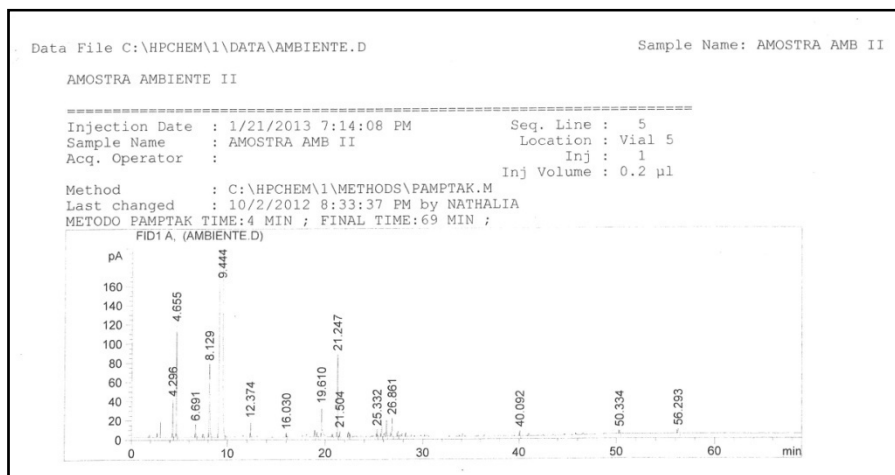 Data File C:\HPCHEM\1\DATA\AMBIENTE.D Sample Name: AMOSTRA AMB II
AMOSTRA AMBIENTE II
=====================================================================
Injection Date : 1/21/2013 7:14:08 PM Seq. Line : 5
Sample Name : AMOSTRA AMB II Location : Vial 5
Acq. Operator : Inj : 1
Inj Volume : 0.2 µl
Method : C:\HPCHEM\1\METHODS\PAMPTAK.M
Last changed : 10/2/2012 8:33:37 PM by NATHALIA
METODO PAMPTAK TIME:4 MIN ; FINAL TIME:69 MIN ;
FID1 A, (AMBIENTE.D)
pA
160
140
120
100
80
60
40
20
0
4.296
4.655
6.691
8.129
9.444
12.374
16.030
19.610
21.247
21.504
25.332
26.861
40.092
50.334
56.293
0 10 20 30 40 50 60 min